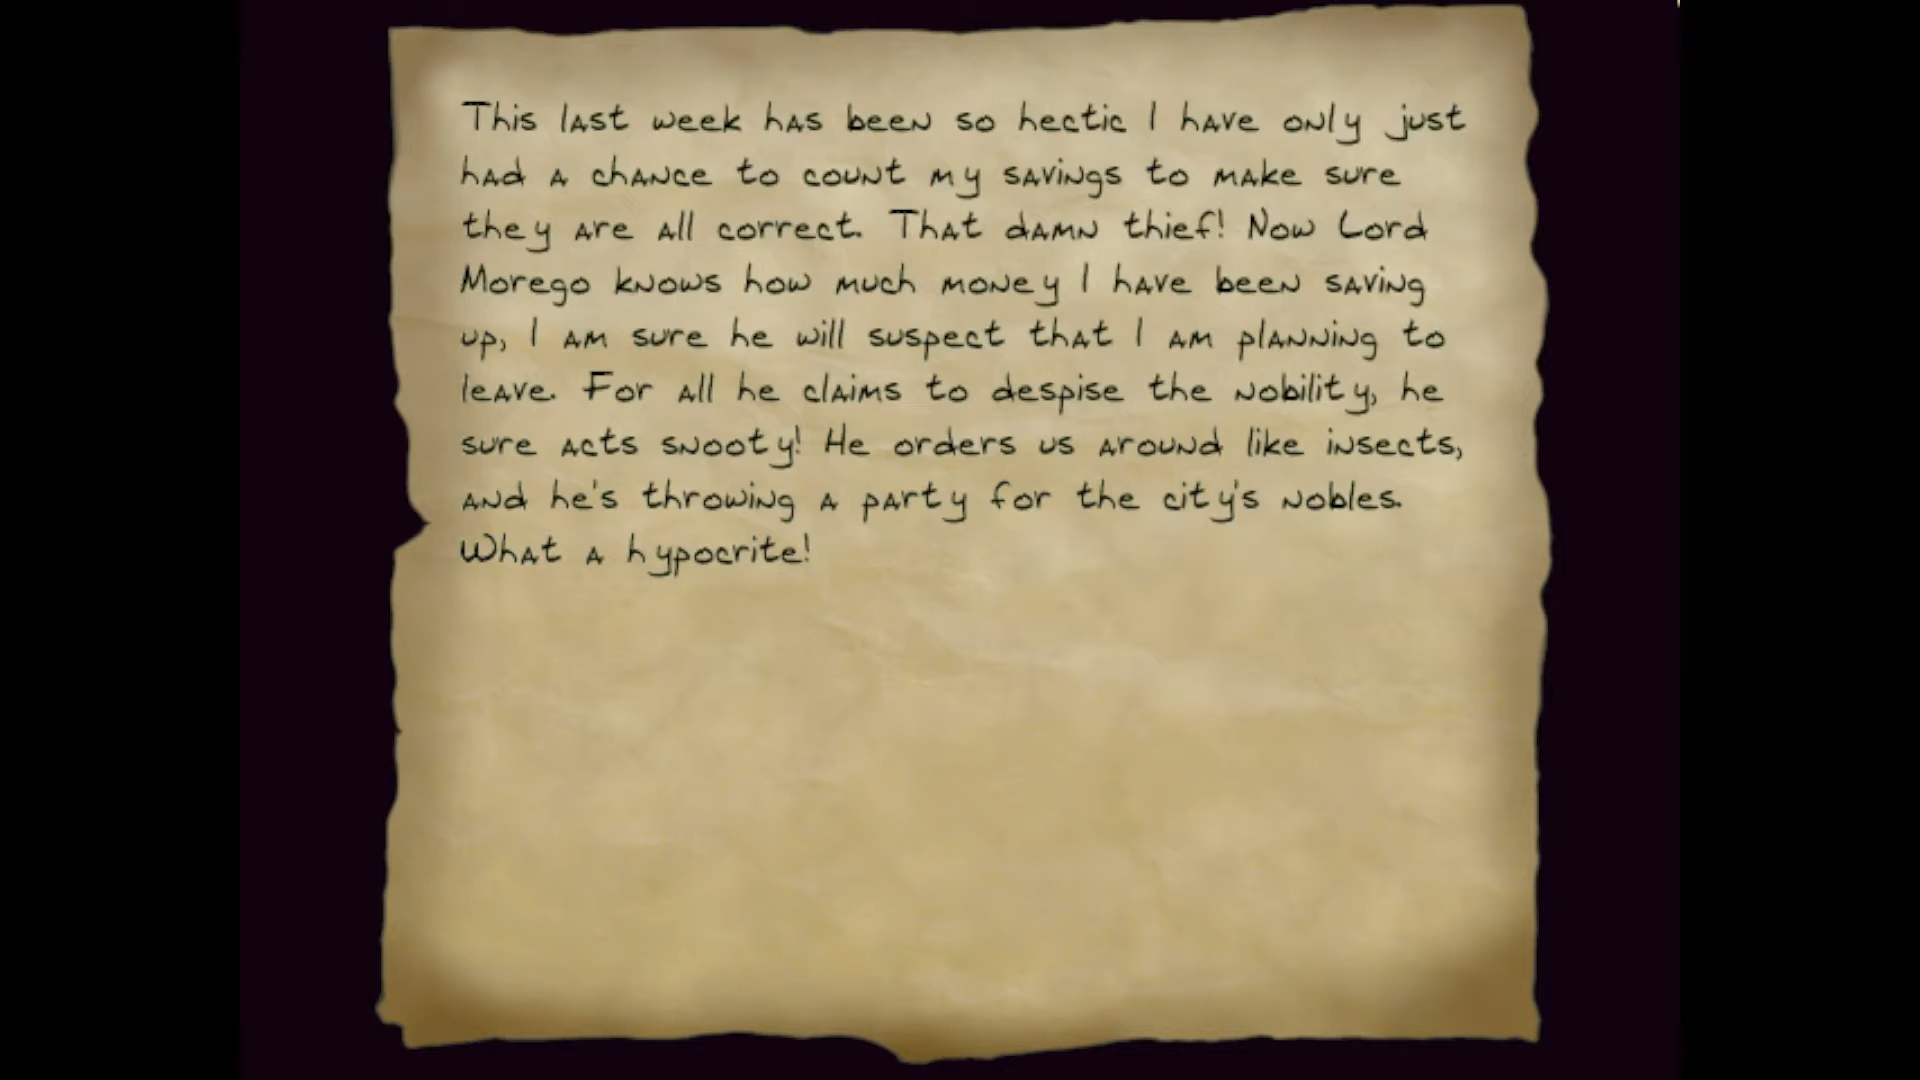 This last week has been so hectic I have only just
had a chance to count my savings to make sure
they are all correct. That damn thief! Now Lord
Morego knows how much money I have been saving
up, I am sure he will suspect that I am planning to
leave. For all he claims to despise the nobility, he
sure acts snooty! He orders us around like insects,
and he's throwing a party for the city's nobles.
What a hypocrite!